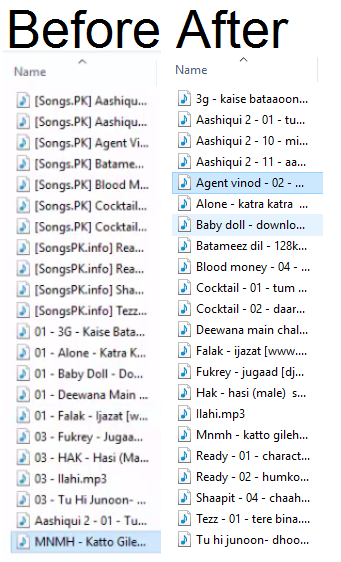 Before After
Name
[Songs.PK] Aashiqu...
[Songs.PK] Aashiqu...
[Songs.PK] Agent Vi...
[Songs.PK] Batame...
[Songs.PK] Blood M...
[Songs.PK] Cocktail...
[Songs.PK] Cocktail...
[SongsPK.info] Rea...
[SongsPK.info] Rea...
[SongsPK.info] Sha...
[SongsPK.info] Tezz...
01 - 3G - Kaise Bata...
01 - Alone - Katra K...
01 - Baby Doll - Do...
01 - Deewana Main ...
01 - Falak - Ijazat [w...
03 - Fukrey - Jugaa...
03 - HAK - Hasi (Ma...
03 - Ilahi.mp3
03 - Tu Hi Junoon- ...
Aashiqui 2 - 01 - Tu...
MNMH - Katto Gile...
Name
3g - kaise bataaoon...
Aashiqui 2 - 01 - tu...
Aashiqui 2 - 10 - mi...
Aashiqui 2 - 11 - aa...
Agent vinod - 02 - ...
Alone - katra katra ...
Baby doll - downlo...
Batameez dil - 128k...
Blood money - 04 - ...
Cocktail - 01 - tum ...
Cocktail - 02 - daar...
Deewana main chal...
Falak - ijazat [www....
Fukrey - jugaad [dj...
Hak - hasi (male) s...
Ilahi.mp3
Mnmh - katto gileh...
Ready - 01 - charact...
Ready - 02 - humko...
Shaapit - 04 - chaah...
Tezz - 01 - tere bina....
Tu hi junoon- dhoo...